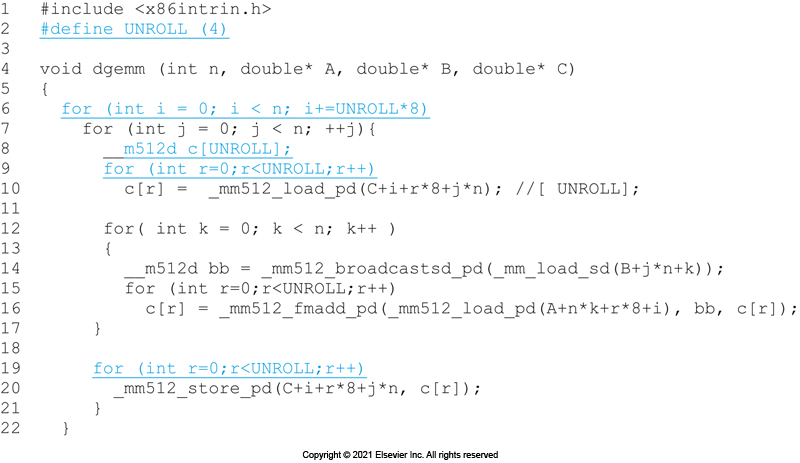 1 #include <x86intrin.h>
2 #define UNROLL (4)
3
4 void dgemm (int n, double* A, double* B, double* C)
5 {
6 for (int i = 0; i < n; i+=UNROLL*8)
7 for (int j = 0; j < n; ++j){
8 __m512d c[UNROLL];
9 for (int r=0;r<UNROLL;r++)
10 c[r] = _mm512_load_pd(C+i+r*8+j*n); //[ UNROLL];
11
12 for( int k = 0; k < n; k++ )
13 {
14 __m512d bb = _mm512_broadcastsd_pd(_mm_load_sd(B+j*n+k));
15 for (int r=0;r<UNROLL;r++)
16 c[r] = _mm512_fmadd_pd(_mm512_load_pd(A+n*k+r*8+i), bb, c[r]);
17 }
18
19 for (int r=0;r<UNROLL;r++)
20 _mm512_store_pd(C+i+r*8+j*n, c[r]);
21 }
22 }
Copyright © 2021 Elsevier Inc. All rights reserved